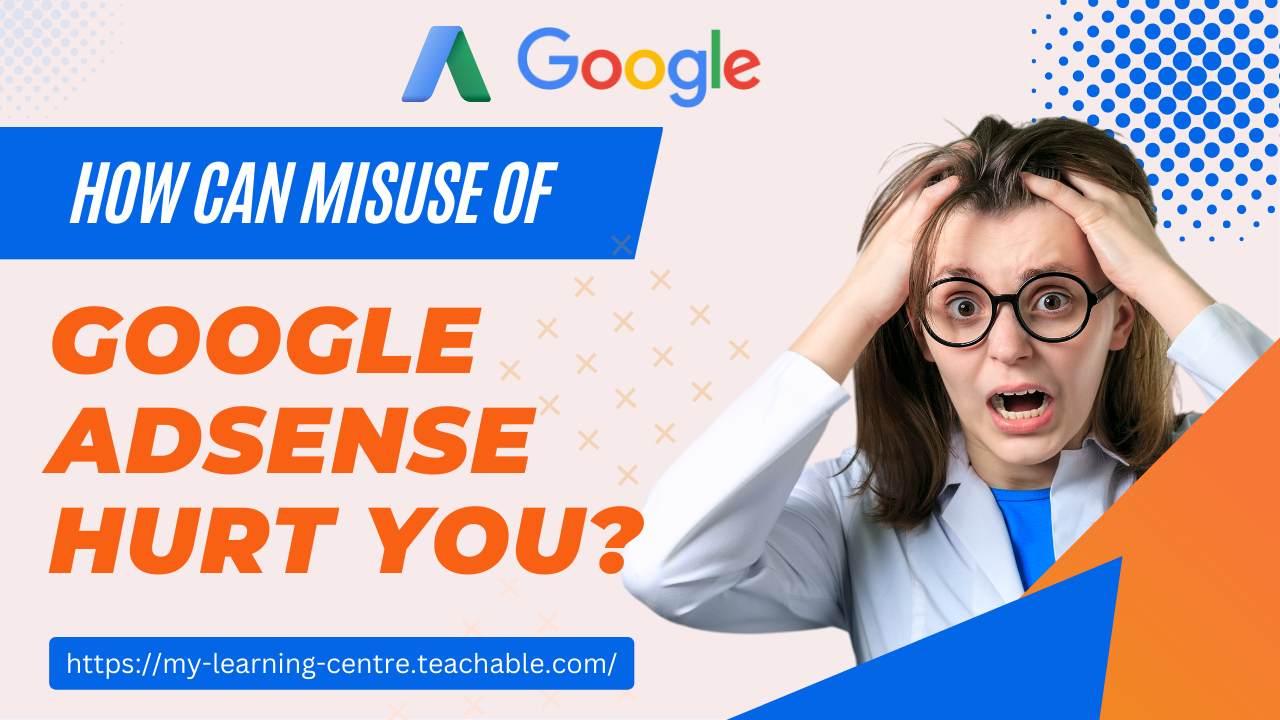 Google
HOW CAN MISUSE OF
GOOGLE
ADSENSE
HURT YOU?
https://my-learning-centre.teachable.com/